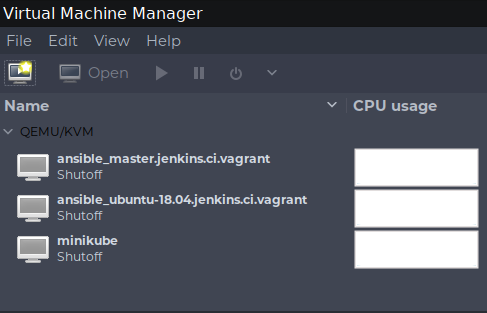 Virtual Machine Manager
File Edit View Help
Open
Name CPU usage
QEMU/KVM
ansible_master.jenkins.ci.vagrant
Shutoff
ansible_ubuntu-18.04.jenkins.ci.vagrant
Shutoff
minikube
Shutoff